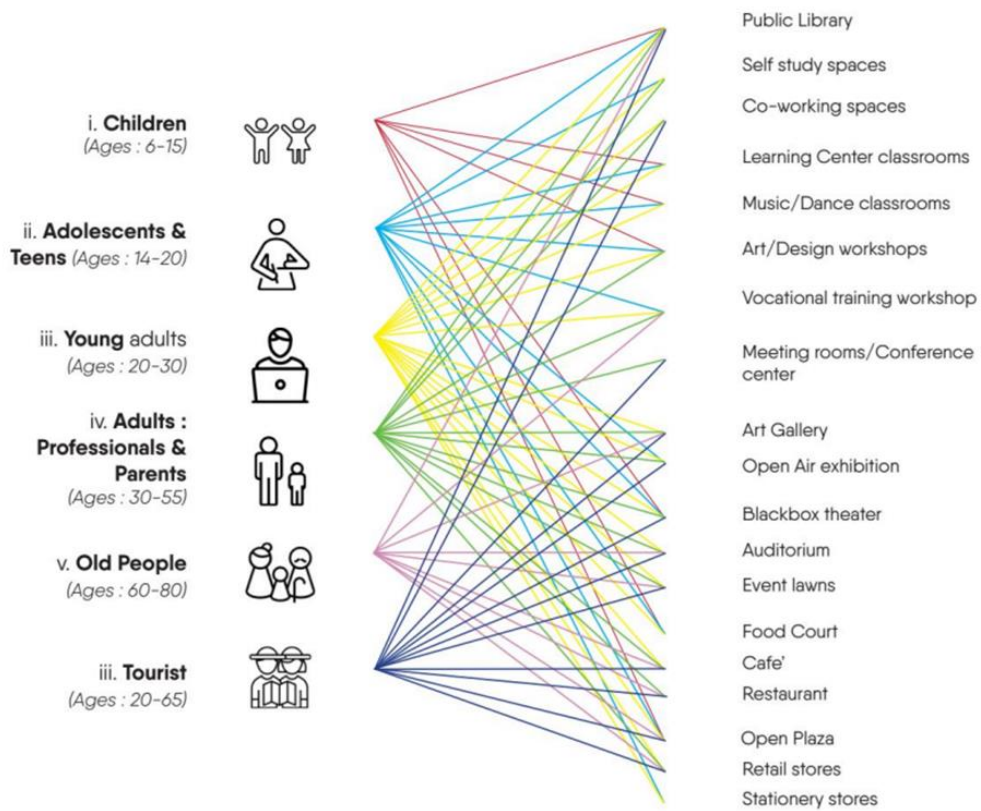 i. Children
(Ages : 6-15)
ii. Adolescents &
Teens (Ages : 14-20)
iii. Young adults
(Ages : 20-30)
iv. Adults :
Professionals &
Parents
(Ages : 30-55)
v. Old People
(Ages : 60-80)
iii. Tourist
(Ages : 20-65)
Public Library
Self study spaces
Co-working spaces
Learning Center classrooms
Music/Dance classrooms
Art/Design workshops
Vocational training workshop
Meeting rooms/Conference
center
Art Gallery
Open Air exhibition
Blackbox theater
Auditorium
Event lawns
Food Court
Cafe'
Restaurant
Open Plaza
Retail stores
Stationery stores